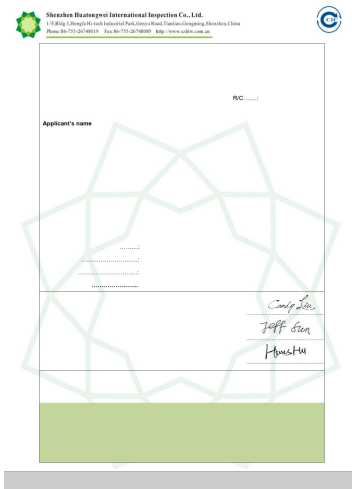 Shenzhen Huatongwei International Inspection Co., Ltd.
1/F,Bldg 3,Hongfa Hi-tech Industrial Park,Genyu Road,Tianliao,Gongming,Shenzhen,China
Phone:86-755-26748019 Fax:86-755-26748089 http://www.szhtw.com.cn
CTC
R/C........:
Applicant's name
..........:
............................:
..............................:
........................
Candy Liu
Jeff Sun